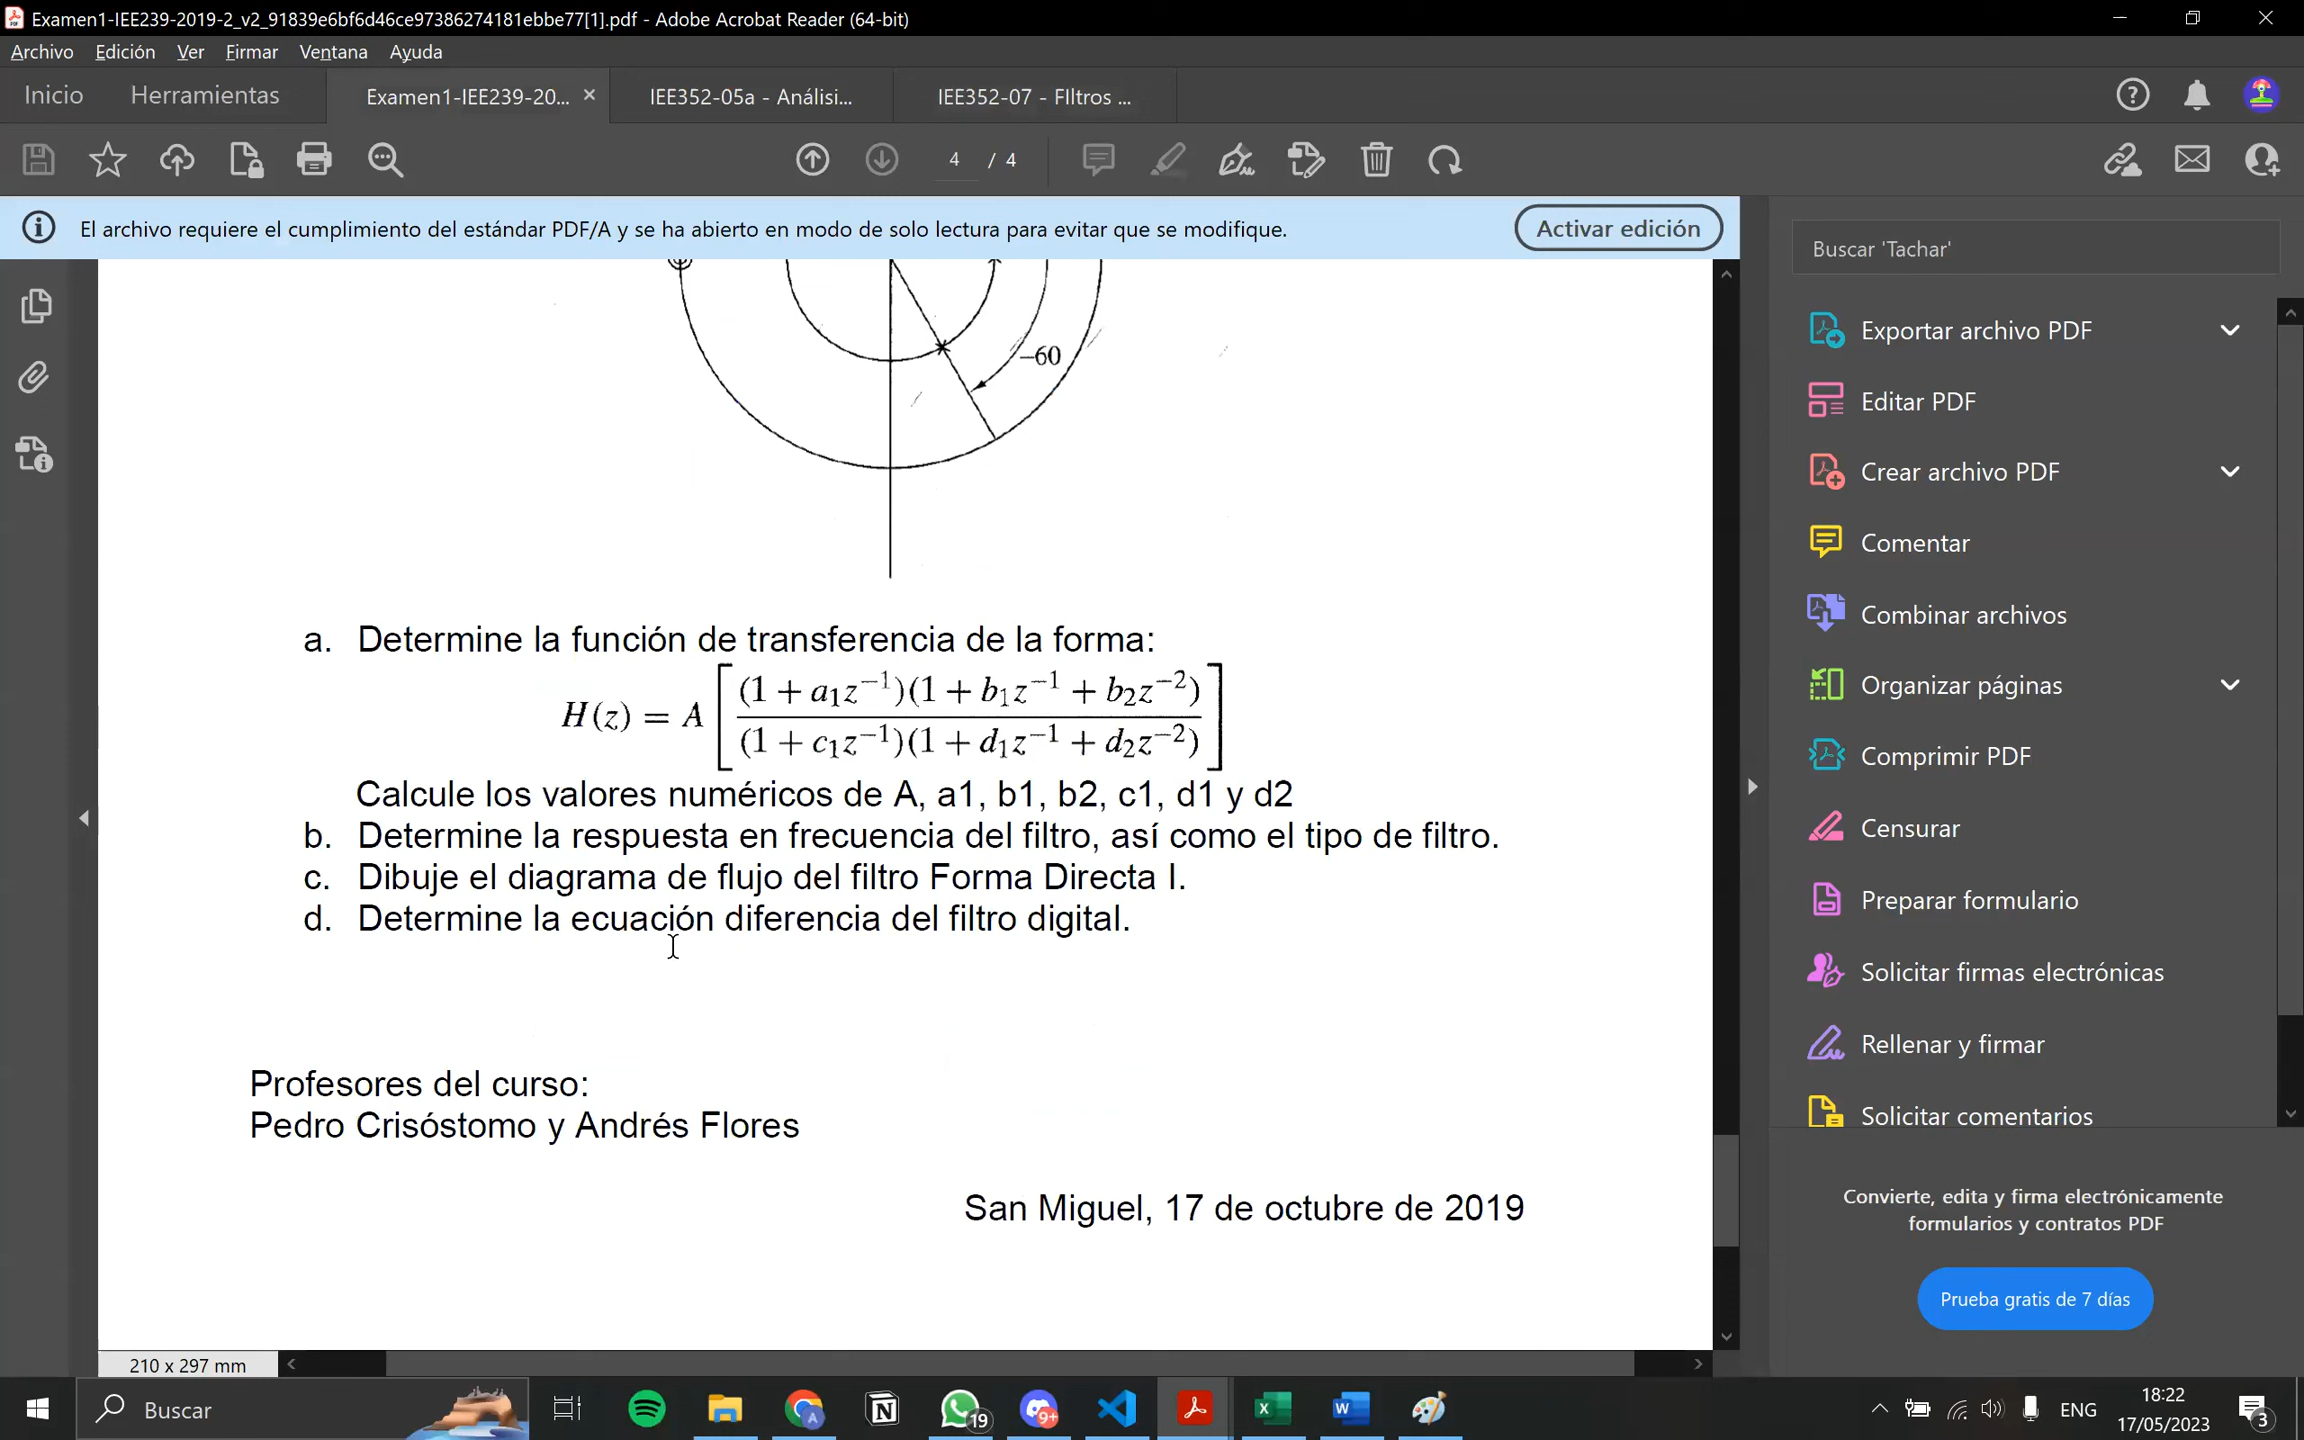 Examen1-IEE239-2019-2_v2_91839e6bf6d46ce97386274181ebbe77[1].pdf - Adobe Acrobat Reader (64-bit)
Archivo Edición Ver Firmar Ventana Ayuda
Inicio Herramientas Examen1-IEE239-20... × IEE352-05a - Análisi... IEE352-07 - FIltros ...
4 / 4
El archivo requiere el cumplimiento del estándar PDF/A y se ha abierto en modo de solo lectura para evitar que se modifique. Activar edición
Buscar 'Tachar'
–60
a. Determine la función de transferencia de la forma:
H(z) = A [ (1 + a₁z⁻¹)(1 + b₁z⁻¹ + b₂z⁻²) / (1 + c₁z⁻¹)(1 + d₁z⁻¹ + d₂z⁻²) ]
Calcule los valores numéricos de A, a1, b1, b2, c1, d1 y d2
b. Determine la respuesta en frecuencia del filtro, así como el tipo de filtro.
c. Dibuje el diagrama de flujo del filtro Forma Directa I.
d. Determine la ecuación diferencia del filtro digital.
Profesores del curso:
Pedro Crisóstomo y Andrés Flores
San Miguel, 17 de octubre de 2019
210 x 297 mm
Exportar archivo PDF
Editar PDF
Crear archivo PDF
Comentar
Combinar archivos
Organizar páginas
Comprimir PDF
Censurar
Preparar formulario
Solicitar firmas electrónicas
Rellenar y firmar
Solicitar comentarios
Convierte, edita y firma electrónicamente
formularios y contratos PDF
Prueba gratis de 7 días
Buscar
19
9+
ENG
18:22
17/05/2023
3